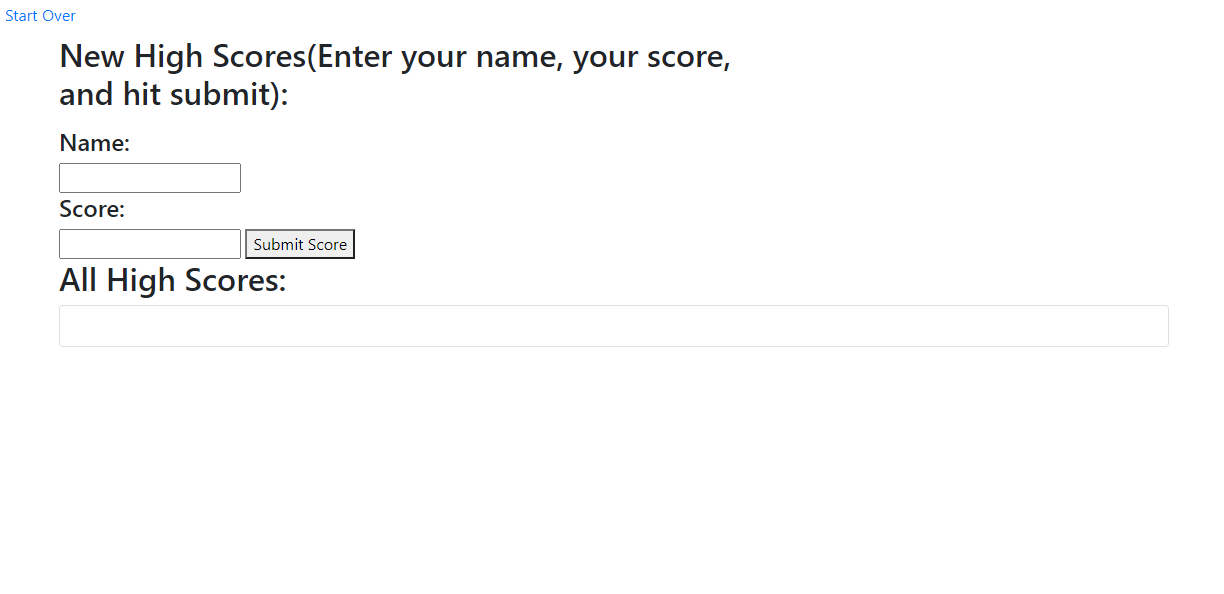 Start Over
New High Scores(Enter your name, your score,
and hit submit):
Name:
Score:
Submit Score
All High Scores: